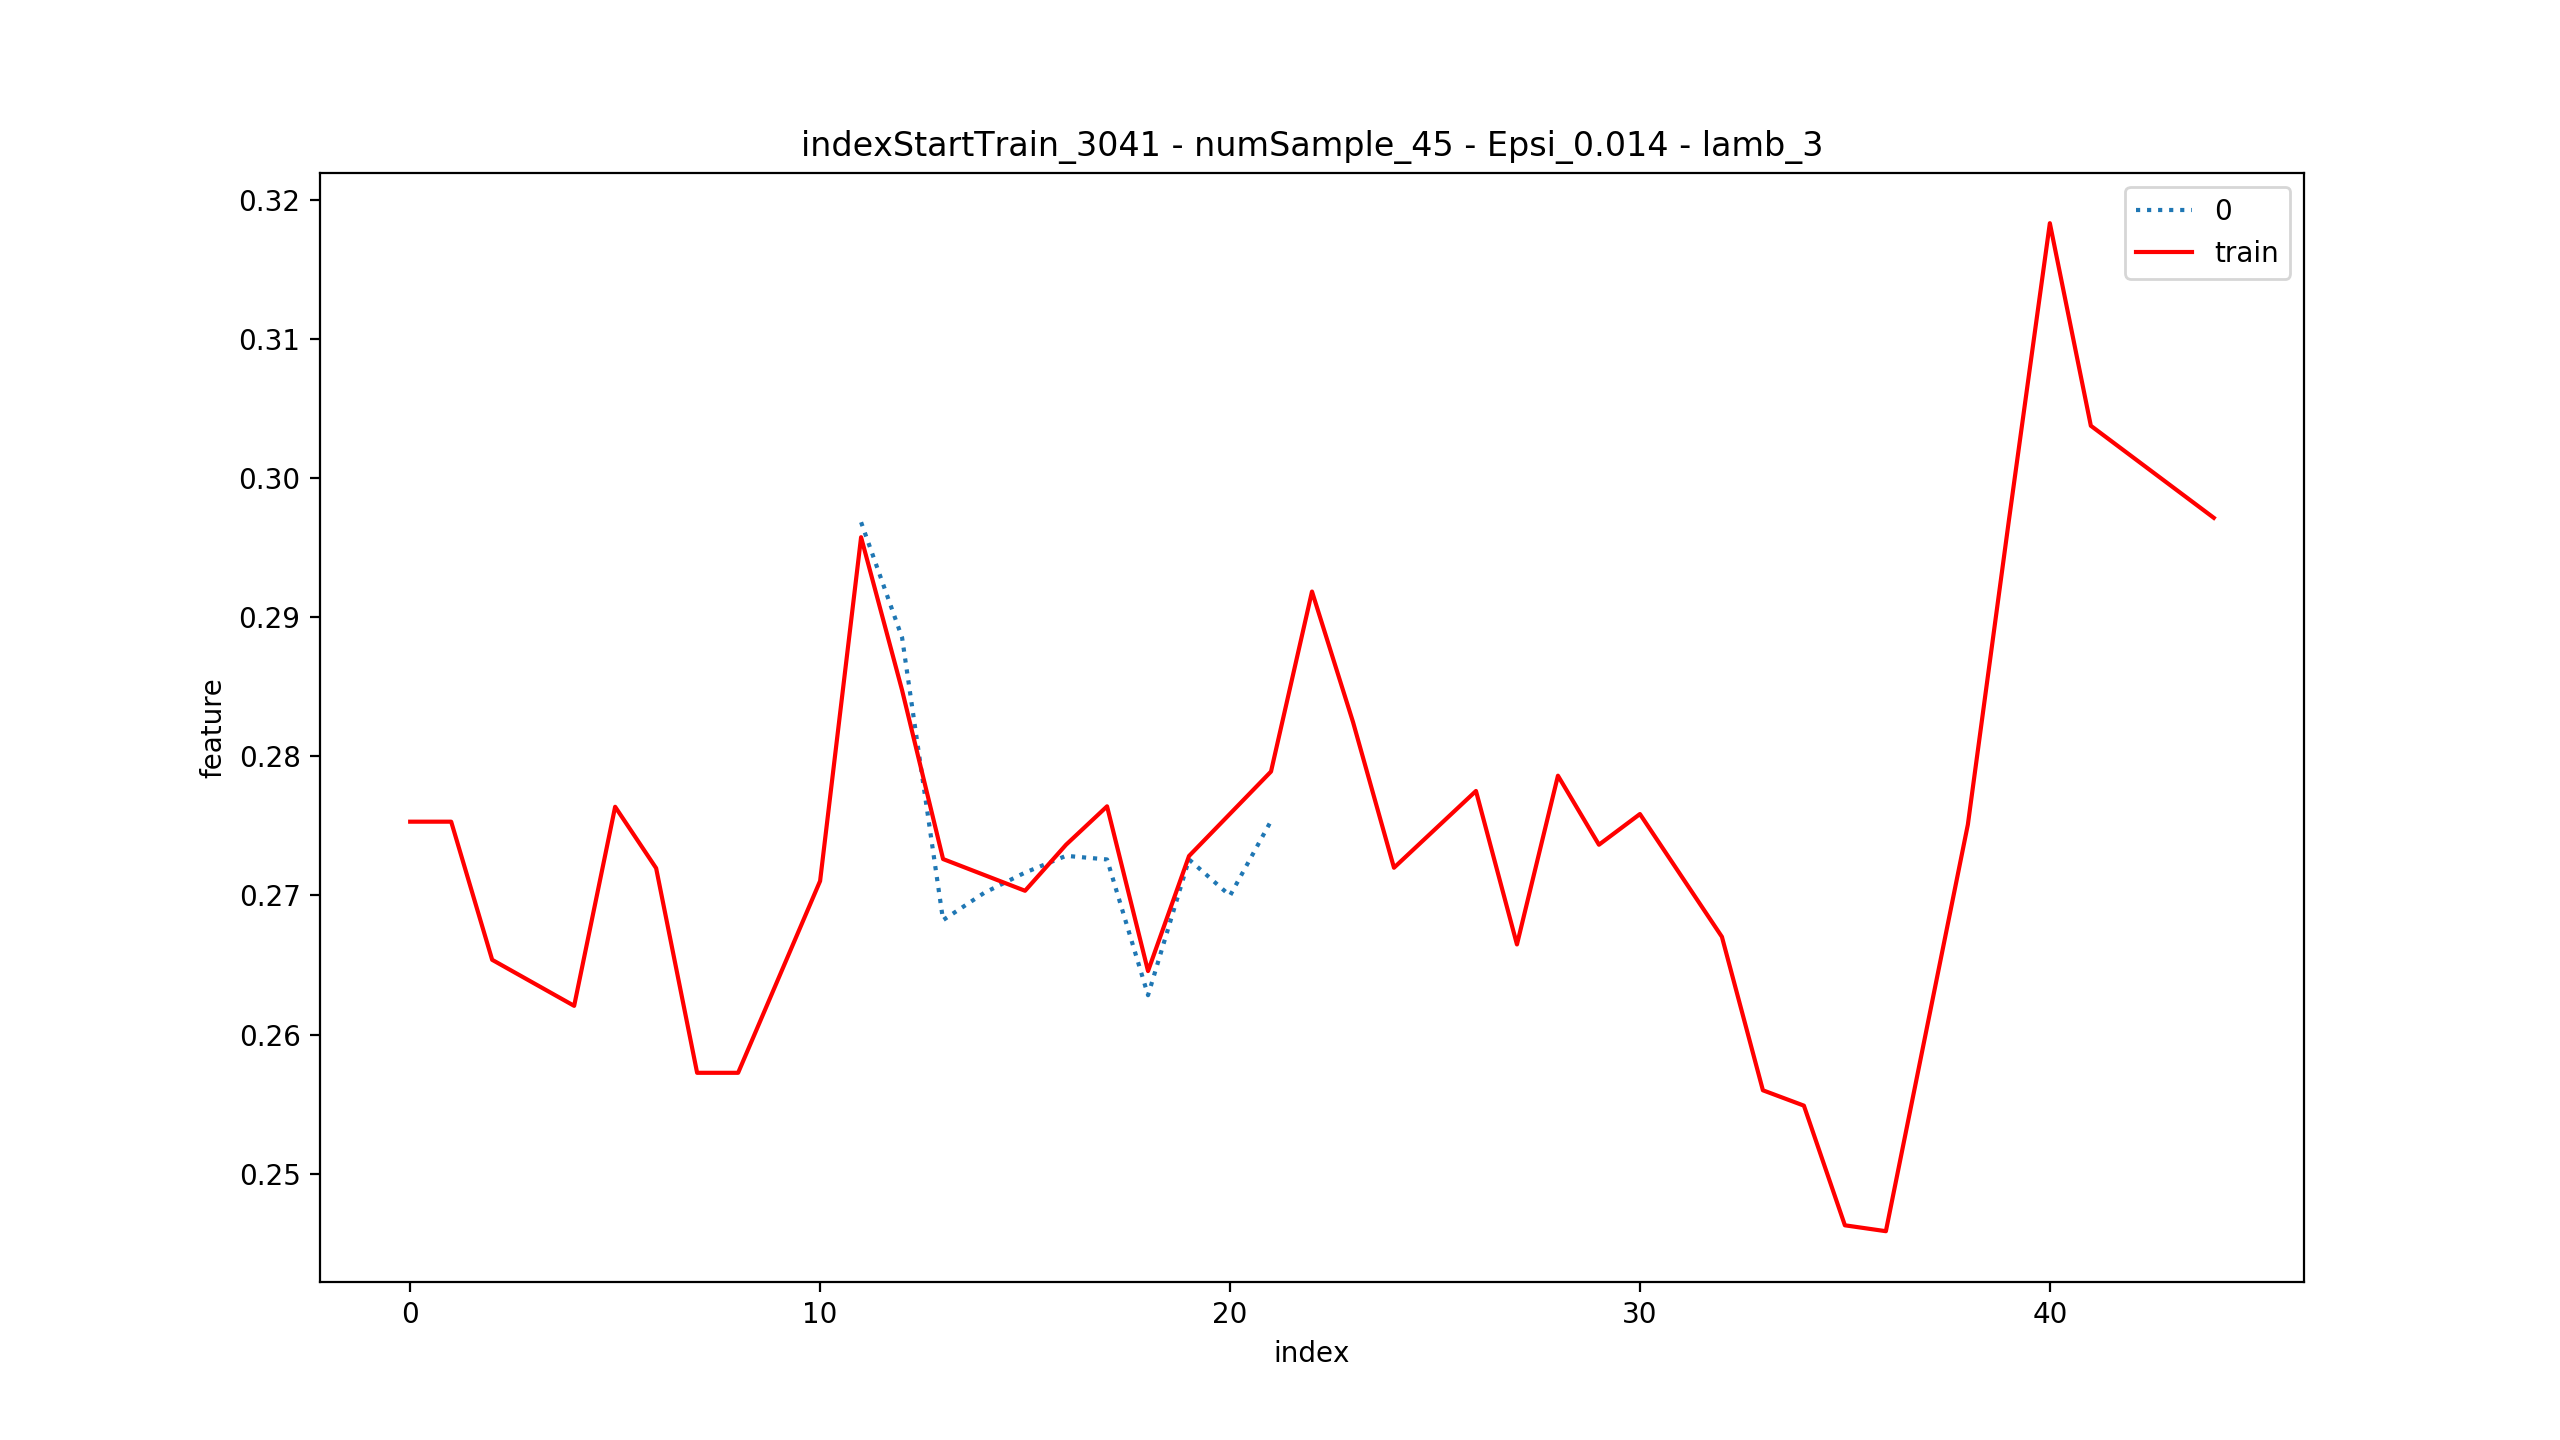 indexStartTrain_3041 - numSample_45 - Epsi_0.014 - lamb_3
0
train
0.32
0.31
0.30
0.29
0.28
0.27
0.26
0.25
feature
0 10 20 30 40
index